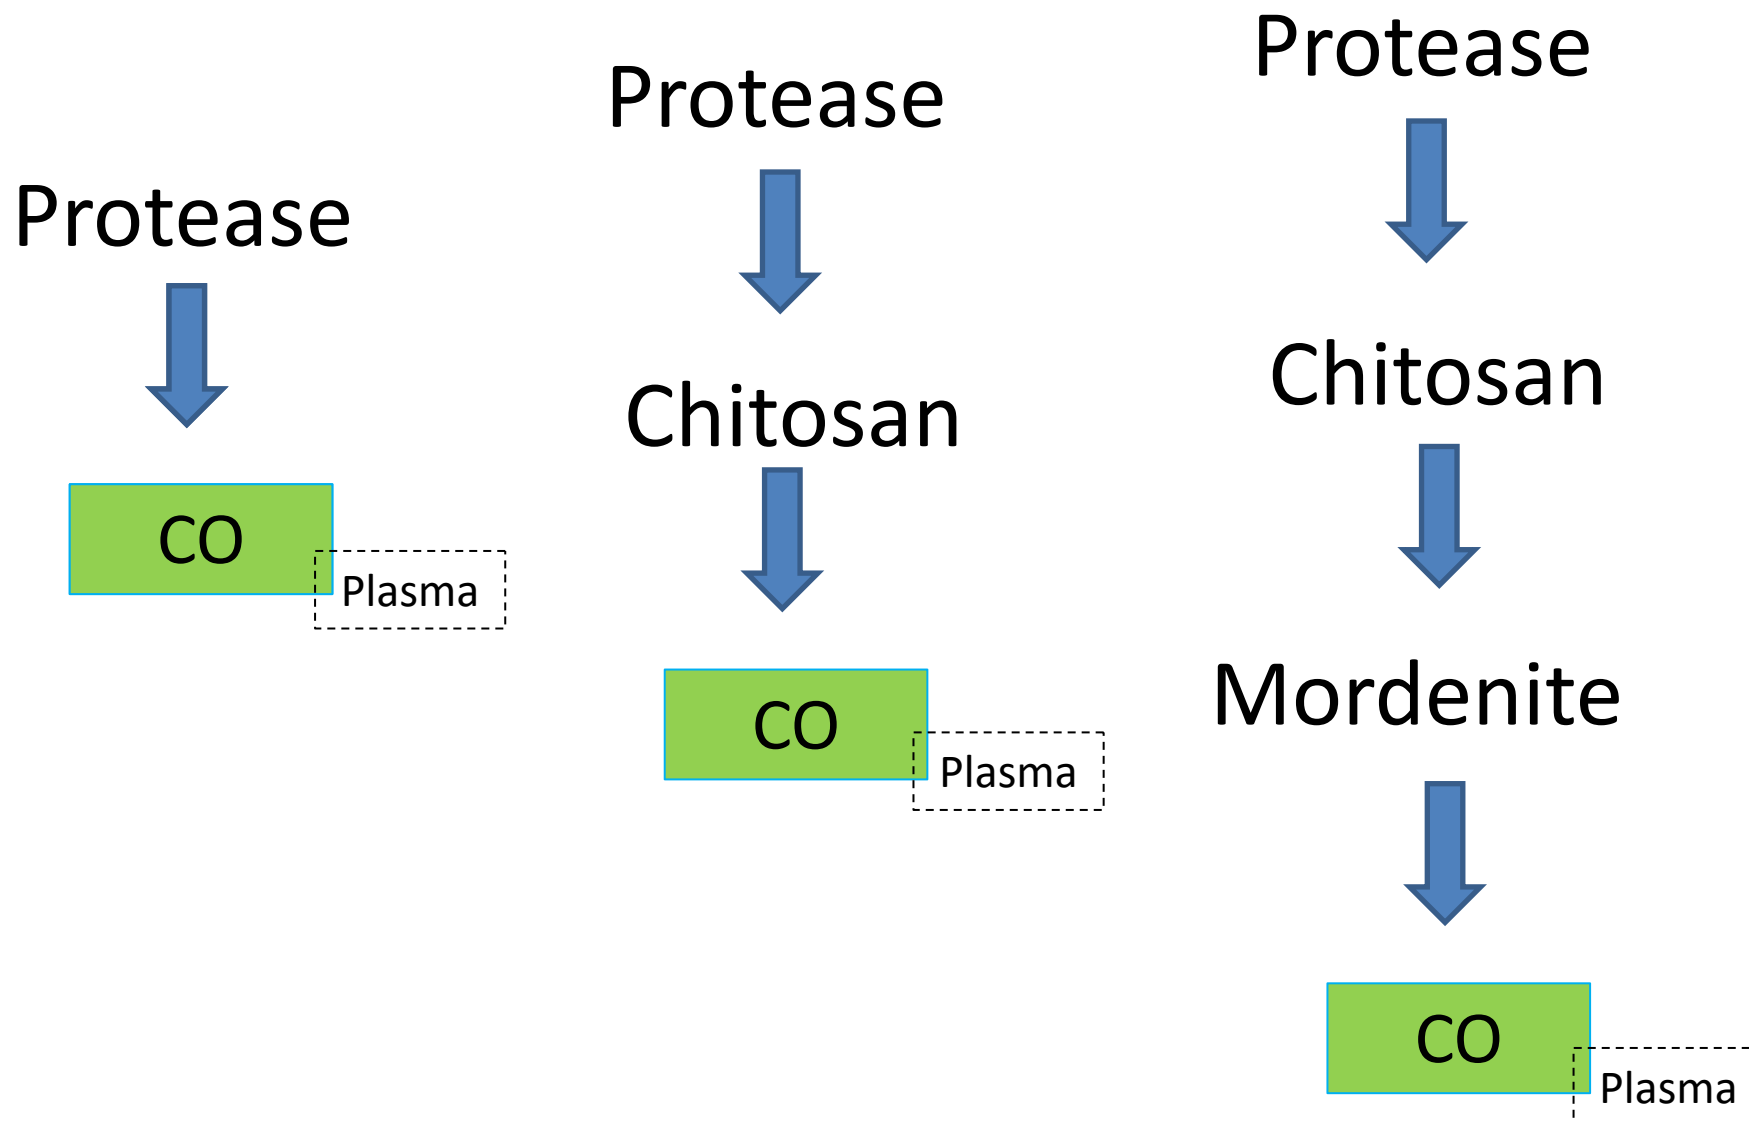 Protease
CO
Plasma
Protease
Chitosan
CO
Plasma
Protease
Chitosan
Mordenite
CO
Plasma